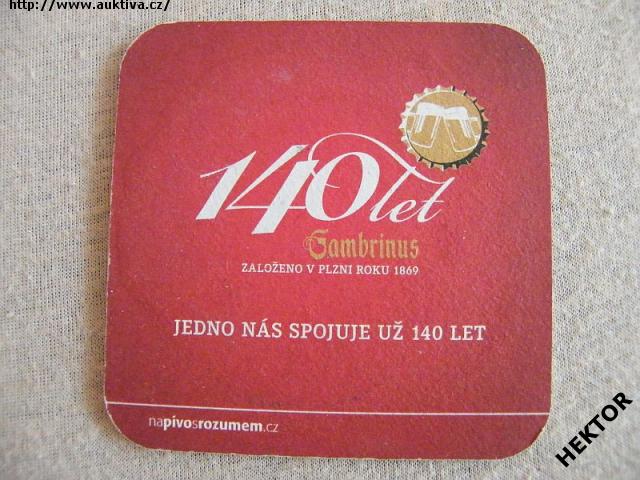 http://www.auktiva.cz/
140 let
Gambrinus
ZALOŽENO V PLZNI ROKU 1869
JEDNO NÁS SPOJUJE UŽ 140 LET
napivosrozumem.cz
HEKTOR